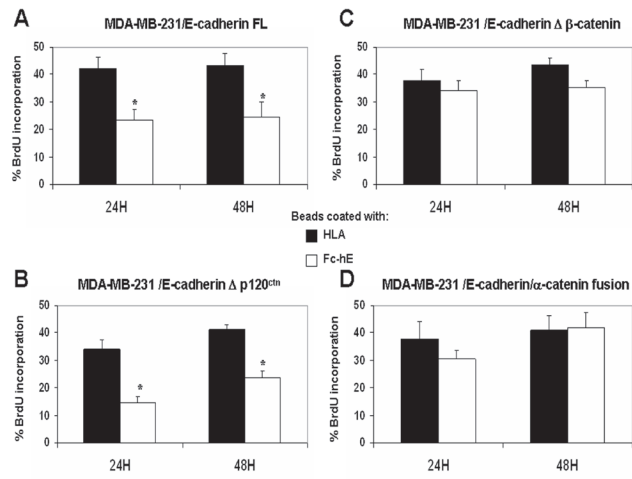 A
MDA-MB-231/E-cadherin FL
% BrdU incorporation
50
40
30
20
10
0
*
*
24H
48H
C
MDA-MB-231 /E-cadherin Δ β-catenin
% BrdU incorporation
50
40
30
20
10
0
24H
48H
Beads coated with:
HLA
Fc-hE
B
MDA-MB-231 /E-cadherin Δ p120ctn
% BrdU incorporation
50
40
30
20
10
0
*
*
24H
48H
D
MDA-MB-231 /E-cadherin/α-catenin fusion
% BrdU incorporation
50
40
30
20
10
0
24H
48H